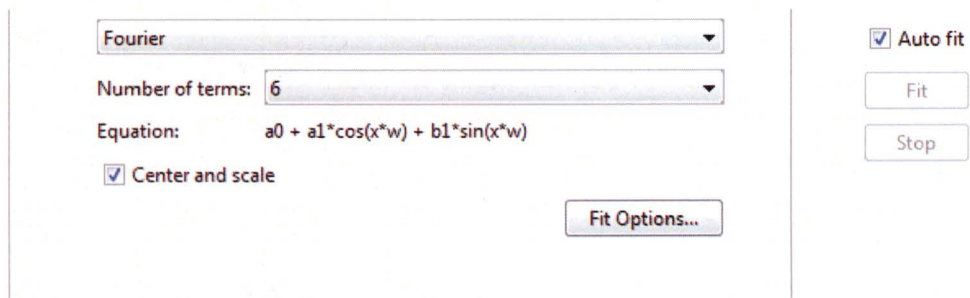 Fourier
Auto fit
Number of terms: 6
Fit
Equation: a0 + a1*cos(x*w) + b1*sin(x*w)
Stop
Center and scale
Fit Options...